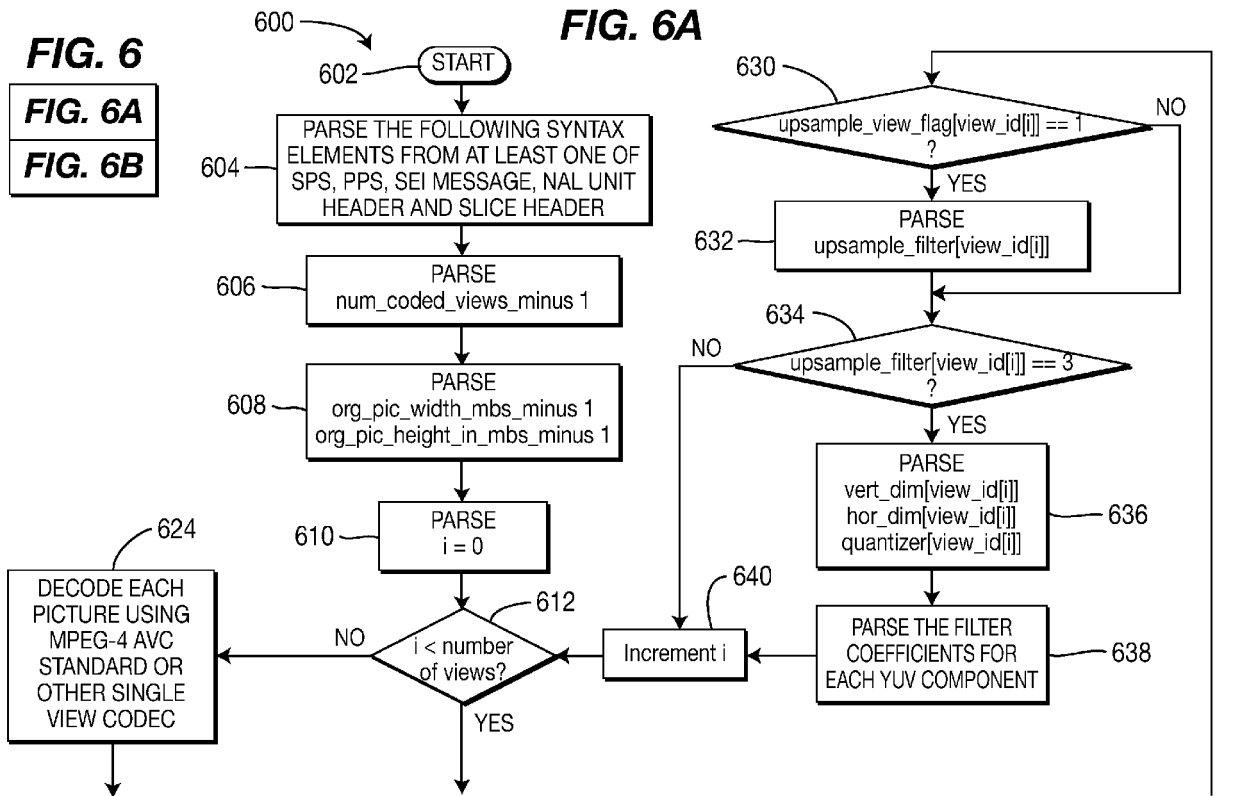 FIG. 6
FIG. 6A
FIG. 6B
FIG. 6A
600
602
START
604
PARSE THE FOLLOWING SYNTAX
ELEMENTS FROM AT LEAST ONE OF
SPS, PPS, SEI MESSAGE, NAL UNIT
HEADER AND SLICE HEADER
606
PARSE
num_coded_views_minus 1
608
PARSE
org_pic_width_mbs_minus 1
org_pic_height_in_mbs_minus 1
610
PARSE
i = 0
612
i < number
of views?
NO
YES
624
DECODE EACH
PICTURE USING
MPEG-4 AVC
STANDARD OR
OTHER SINGLE
VIEW CODEC
630
upsample_view_flag[view_id[i]] == 1
?
NO
YES
632
PARSE
upsample_filter[view_id[i]]
634
upsample_filter[view_id[i]] == 3
?
NO
YES
636
PARSE
vert_dim[view_id[i]]
hor_dim[view_id[i]]
quantizer[view_id[i]]
638
PARSE THE FILTER
COEFFICIENTS FOR
EACH YUV COMPONENT
640
Increment i